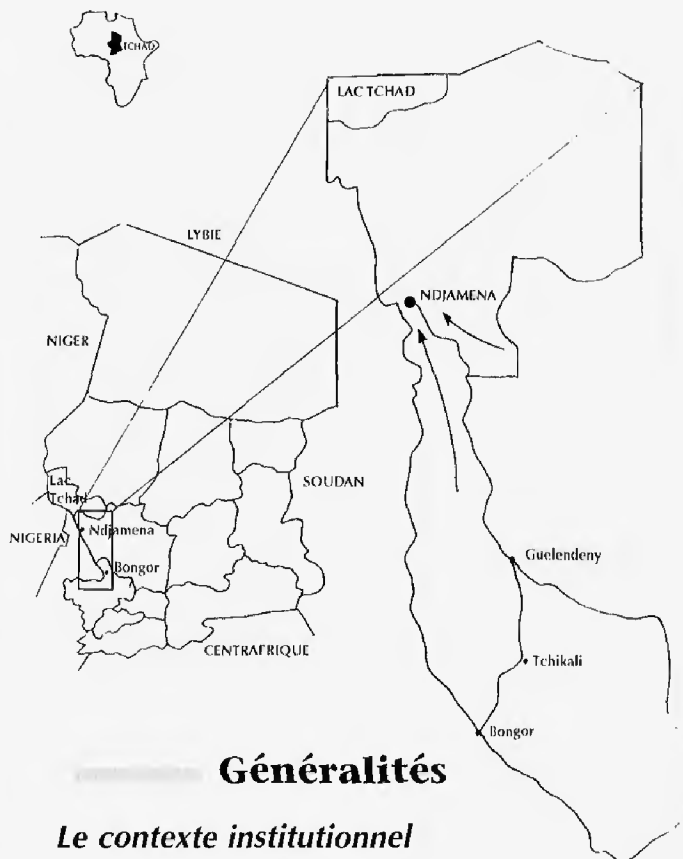 TCHAD
LAC TCHAD
LYBIE
NDJAMENA
NIGER
Lac
Tchad
SOUDAN
NIGERIA
Ndjamena
Bongor
Guelendeny
CENTRAFRIQUE
Tchikali
Bongor
Généralités
Le contexte institutionnel